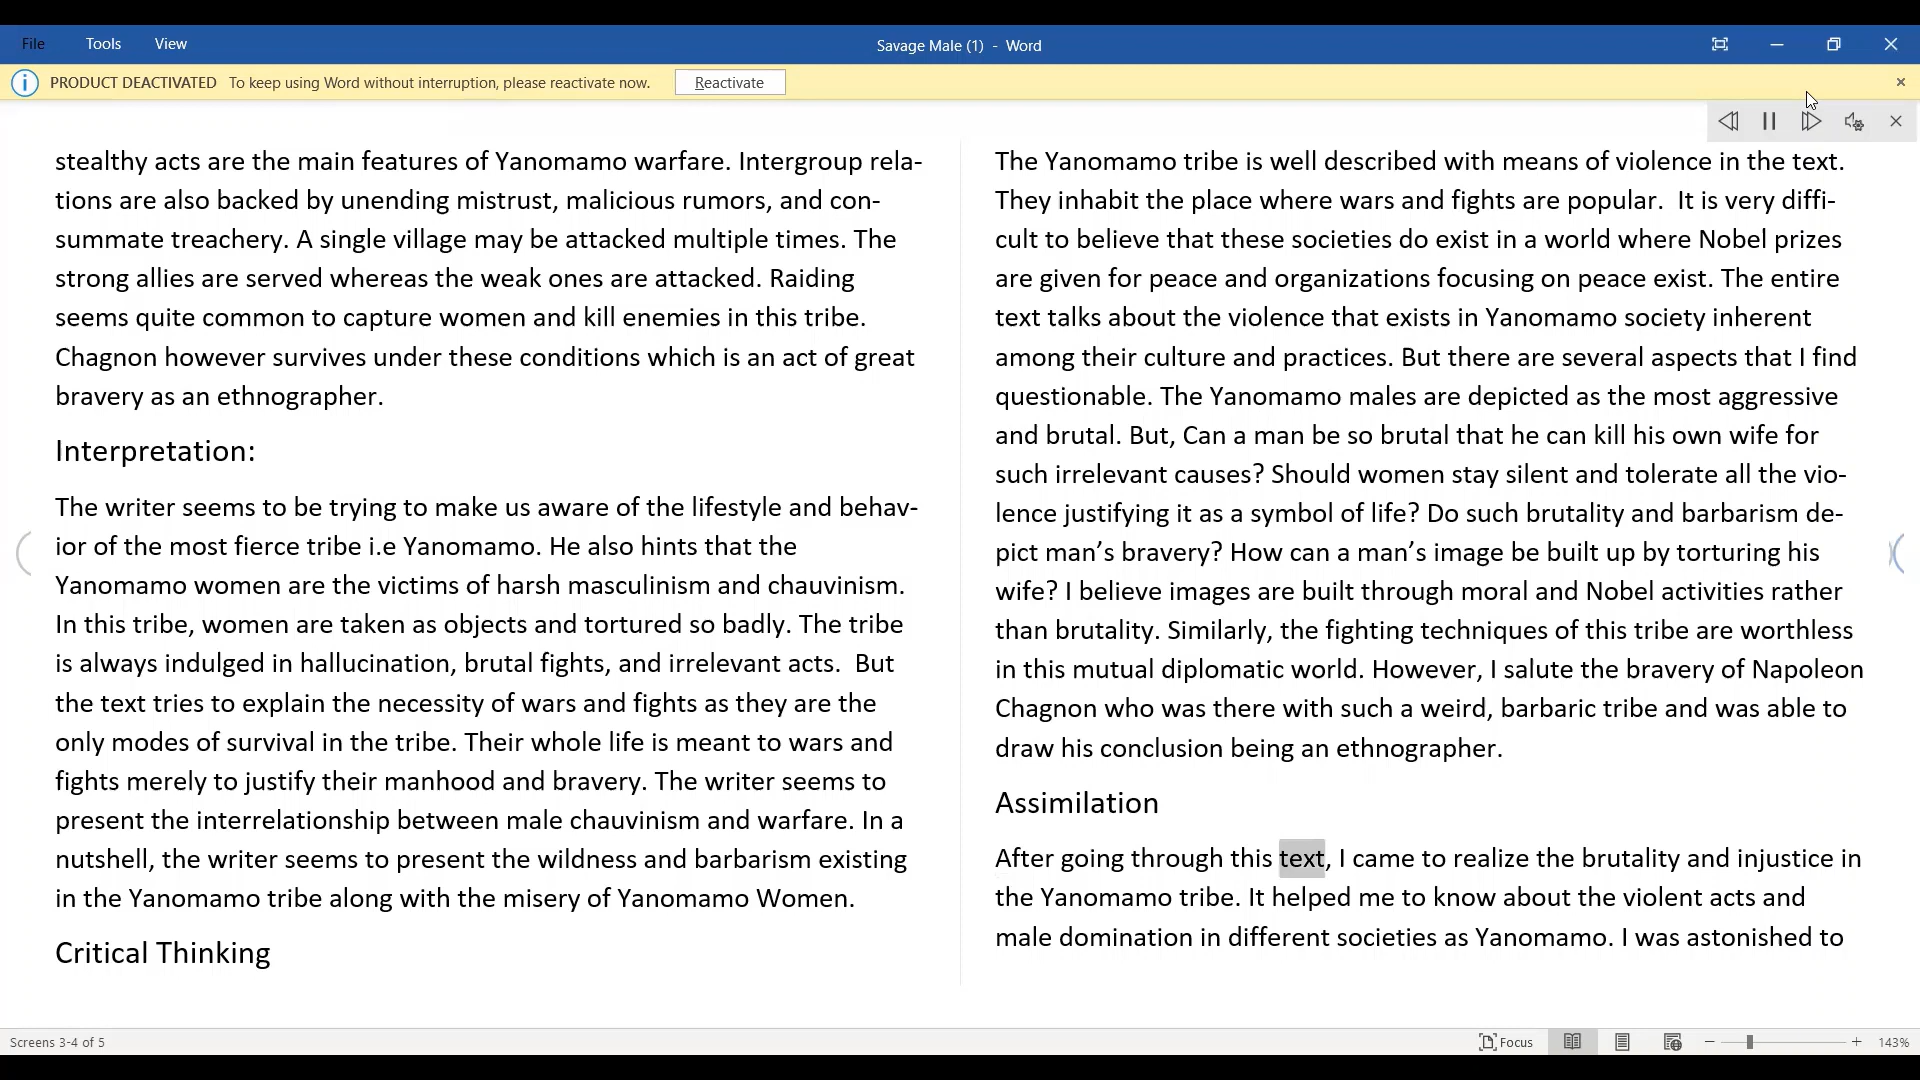 File Tools View Savage Male (1) - Word
PRODUCT DEACTIVATED To keep using Word without interruption, please reactivate now. Reactivate
stealthy acts are the main features of Yanomamo warfare. Intergroup rela-
tions are also backed by unending mistrust, malicious rumors, and con-
summate treachery. A single village may be attacked multiple times. The
strong allies are served whereas the weak ones are attacked. Raiding
seems quite common to capture women and kill enemies in this tribe.
Chagnon however survives under these conditions which is an act of great
bravery as an ethnographer.
Interpretation:
The writer seems to be trying to make us aware of the lifestyle and behav-
ior of the most fierce tribe i.e Yanomamo. He also hints that the
Yanomamo women are the victims of harsh masculinism and chauvinism.
In this tribe, women are taken as objects and tortured so badly. The tribe
is always indulged in hallucination, brutal fights, and irrelevant acts.  But
the text tries to explain the necessity of wars and fights as they are the
only modes of survival in the tribe. Their whole life is meant to wars and
fights merely to justify their manhood and bravery. The writer seems to
present the interrelationship between male chauvinism and warfare. In a
nutshell, the writer seems to present the wildness and barbarism existing
in the Yanomamo tribe along with the misery of Yanomamo Women.
Critical Thinking
The Yanomamo tribe is well described with means of violence in the text.
They inhabit the place where wars and fights are popular.  It is very diffi-
cult to believe that these societies do exist in a world where Nobel prizes
are given for peace and organizations focusing on peace exist. The entire
text talks about the violence that exists in Yanomamo society inherent
among their culture and practices. But there are several aspects that I find
questionable. The Yanomamo males are depicted as the most aggressive
and brutal. But, Can a man be so brutal that he can kill his own wife for
such irrelevant causes? Should women stay silent and tolerate all the vio-
lence justifying it as a symbol of life? Do such brutality and barbarism de-
pict man’s bravery? How can a man’s image be built up by torturing his
wife? I believe images are built through moral and Nobel activities rather
than brutality. Similarly, the fighting techniques of this tribe are worthless
in this mutual diplomatic world. However, I salute the bravery of Napoleon
Chagnon who was there with such a weird, barbaric tribe and was able to
draw his conclusion being an ethnographer.
Assimilation
After going through this text, I came to realize the brutality and injustice in
the Yanomamo tribe. It helped me to know about the violent acts and
male domination in different societies as Yanomamo. I was astonished to
Screens 3-4 of 5 Focus 143%